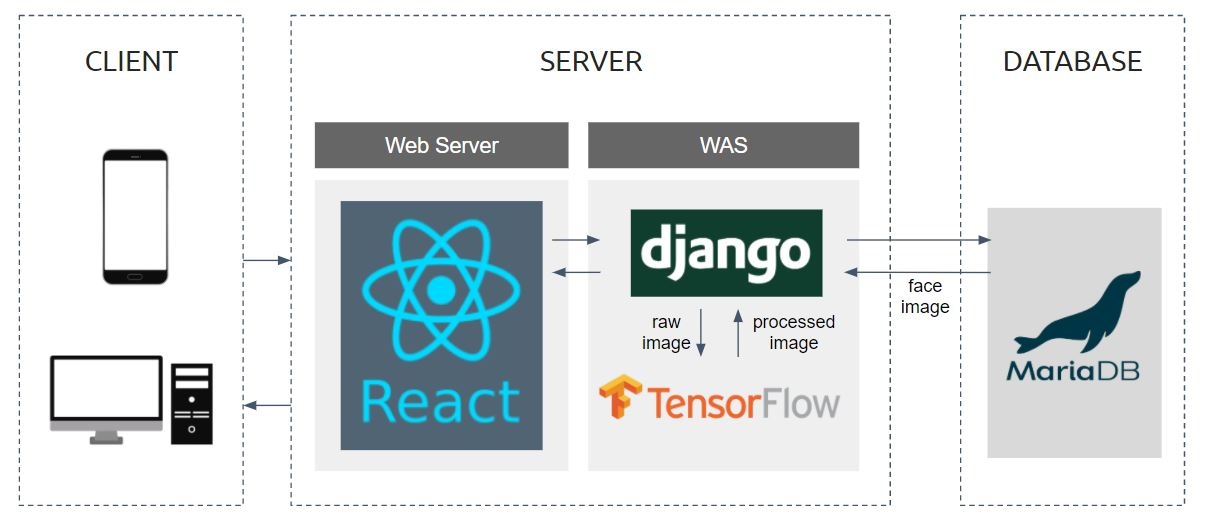 CLIENT
SERVER
DATABASE
Web Server
WAS
React
django
raw
image
processed
image
TensorFlow
face
image
MariaDB